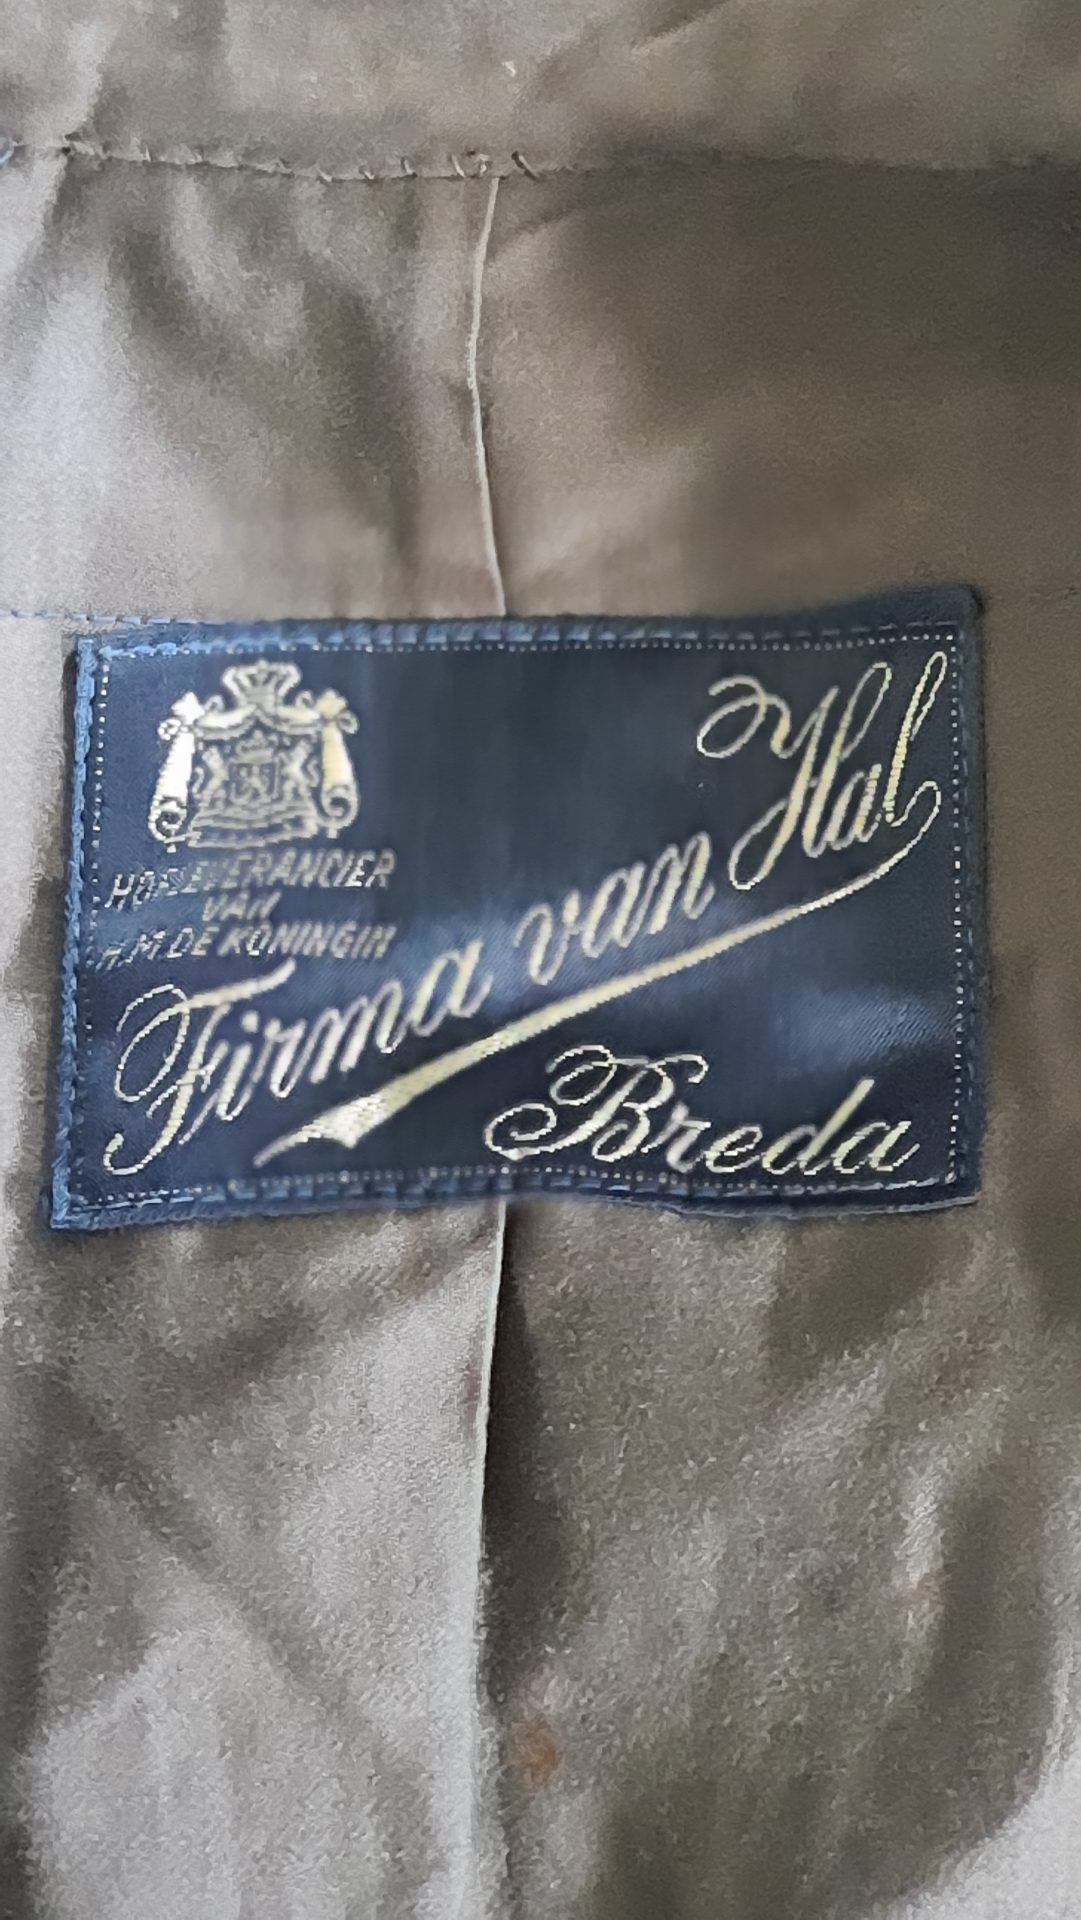 HOFLEVERANCIER
VAN
H.M. DE KONINGIN
Firma van Hal
Breda